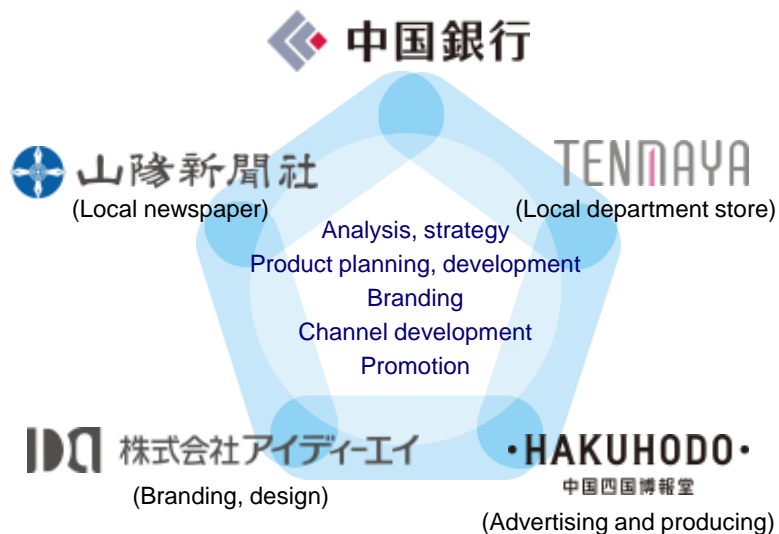 中国銀行
山陽新聞社
(Local newspaper)
TENMAYA
(Local department store)
Analysis, strategy
Product planning, development
Branding
Channel development
Promotion
IDA 株式会社アイディーエイ
(Branding, design)
・HAKUHODO・
中国四国博報堂
(Advertising and producing)